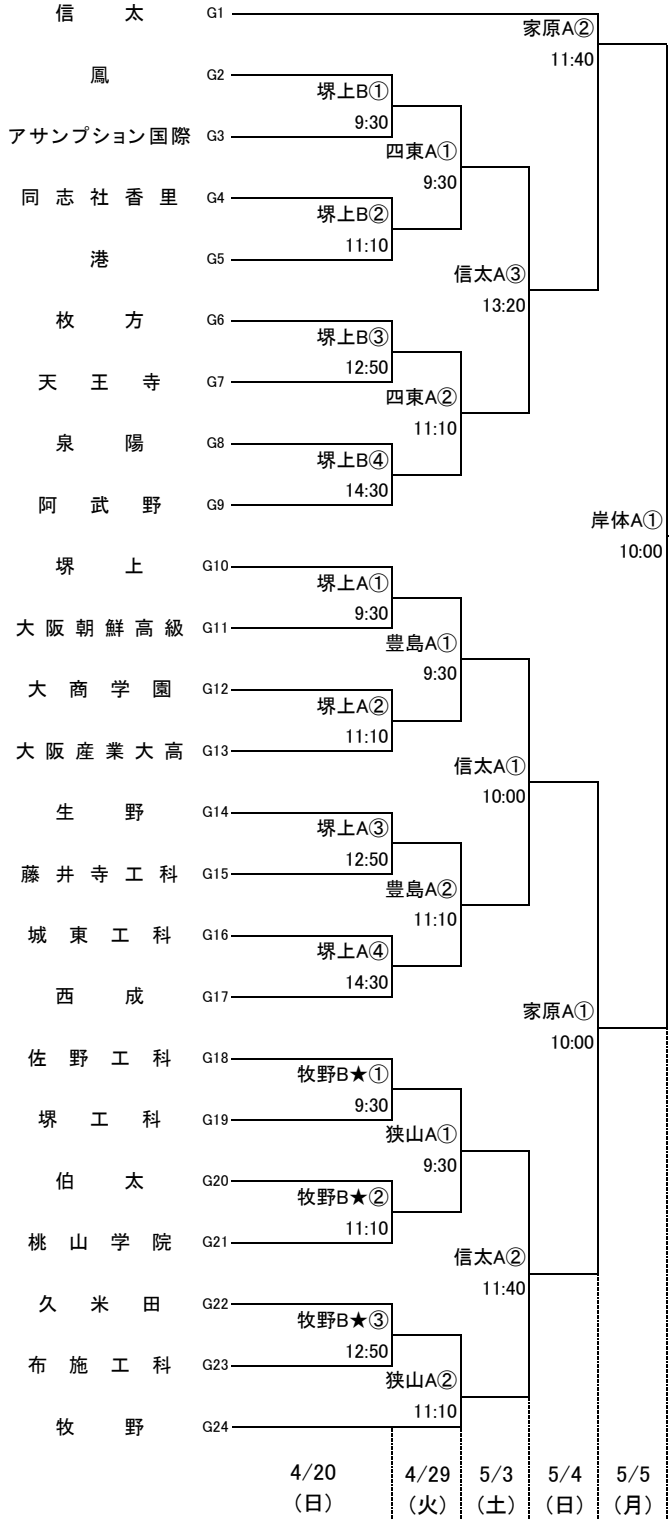 信太 G1
家原A②
11:40
鳳 G2
堺上B①
9:30
アサンプション国際 G3
四東A①
9:30
同志社香里 G4
堺上B②
11:10
港 G5
信太A③
13:20
枚方 G6
堺上B③
12:50
天王寺 G7
四東A②
11:10
泉陽 G8
堺上B④
14:30
阿武野 G9
岸体A①
10:00
堺上 G10
堺上A①
9:30
大阪朝鮮高級 G11
豊島A①
9:30
大商学園 G12
堺上A②
11:10
大阪産業大高 G13
信太A①
10:00
生野 G14
堺上A③
12:50
藤井寺工科 G15
豊島A②
11:10
城東工科 G16
堺上A④
14:30
西成 G17
家原A①
10:00
佐野工科 G18
牧野B★①
9:30
堺工科 G19
狭山A①
9:30
伯太 G20
牧野B★②
11:10
桃山学院 G21
信太A②
11:40
久米田 G22
牧野B★③
12:50
布施工科 G23
狭山A②
11:10
牧野 G24
4/20 4/29 5/3 5/4 5/5
（日） （火） （土） （日） （月）